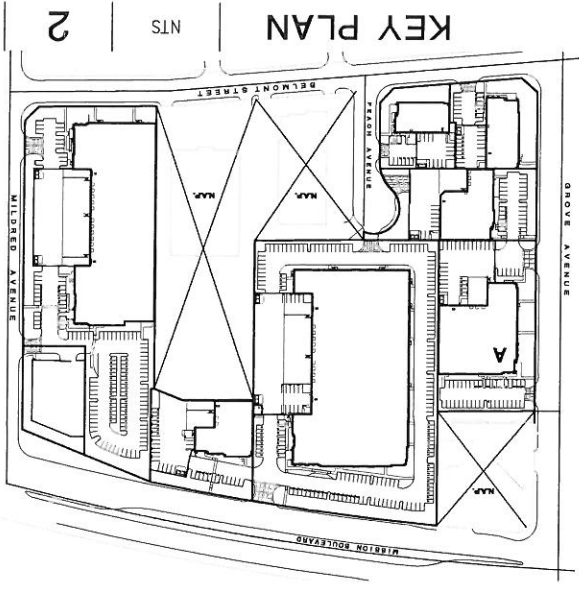 KEY PLAN
NTS
2
BELMONT STREET
PEACH AVENUE
GROVE AVENUE
MILDRED AVENUE
N.A.P.
N.A.P.
N.A.P.
A
MISSION BOULEVARD